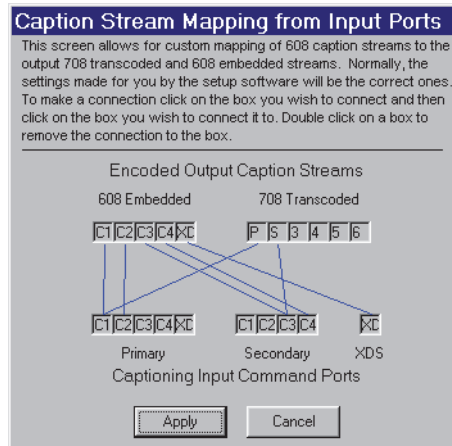 Caption Stream Mapping from Input Ports
This screen allows for custom mapping of 608 caption streams to the
output 708 transcoded and 608 embedded streams. Normally, the
settings made for you by the setup software will be the correct ones.
To make a connection click on the box you wish to connect and then
click on the box you wish to connect it to. Double click on a box to
remove the connection to the box.
Encoded Output Caption Streams
608 Embedded 708 Transcoded
C1 C2 C3 C4 XD P S 3 4 5 6
C1 C2 C3 C4 XD C1 C2 C3 C4 XD
Primary Secondary XDS
Captioning Input Command Ports
Apply Cancel